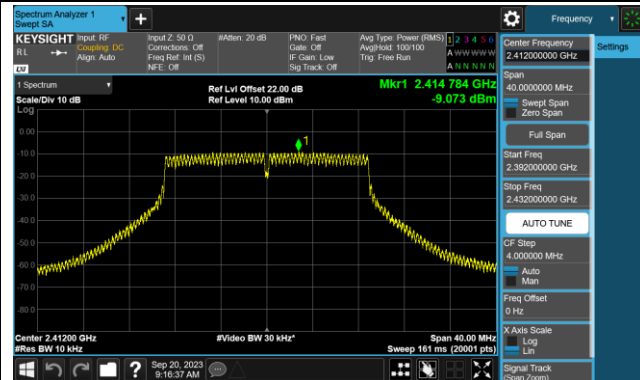 Spectrum Analyzer 1
Swept SA
Frequency
KEYSIGHT Input: RF Input Z: 50 Ω #Atten: 20 dB PNO: Fast Avg Type: Power (RMS) 1 2 3 4 5 6
RL Coupling: DC Corrections: Off Gate: Off Avg|Hold: 100/100 A W W W W W
Align: Auto Freq Ref: Int (S) IF Gain: Low Trig: Free Run
NFE: Off Sig Track: Off A N N N N N
LXI
1 Spectrum
Scale/Div 10 dB
Ref Lvl Offset 22.00 dB
Ref Level 10.00 dBm
Mkr1 2.414 784 GHz
-9.073 dBm
Log
0.00
-10.0
-20.0
-30.0
-40.0
-50.0
-60.0
-70.0
-80.0
1
Center 2.41200 GHz #Video BW 30 kHz* Span 40.00 MHz
#Res BW 10 kHz Sweep 161 ms (20001 pts)
Sep 20, 2023
9:16:37 AM
Center Frequency
2.412000000 GHz
Settings
Span
40.0000000 MHz
Swept Span
Zero Span
Full Span
Start Freq
2.392000000 GHz
Stop Freq
2.432000000 GHz
AUTO TUNE
CF Step
4.000000 MHz
Auto
Man
Freq Offset
0 Hz
X Axis Scale
Log
Lin
Signal Track
(Span Zoom)